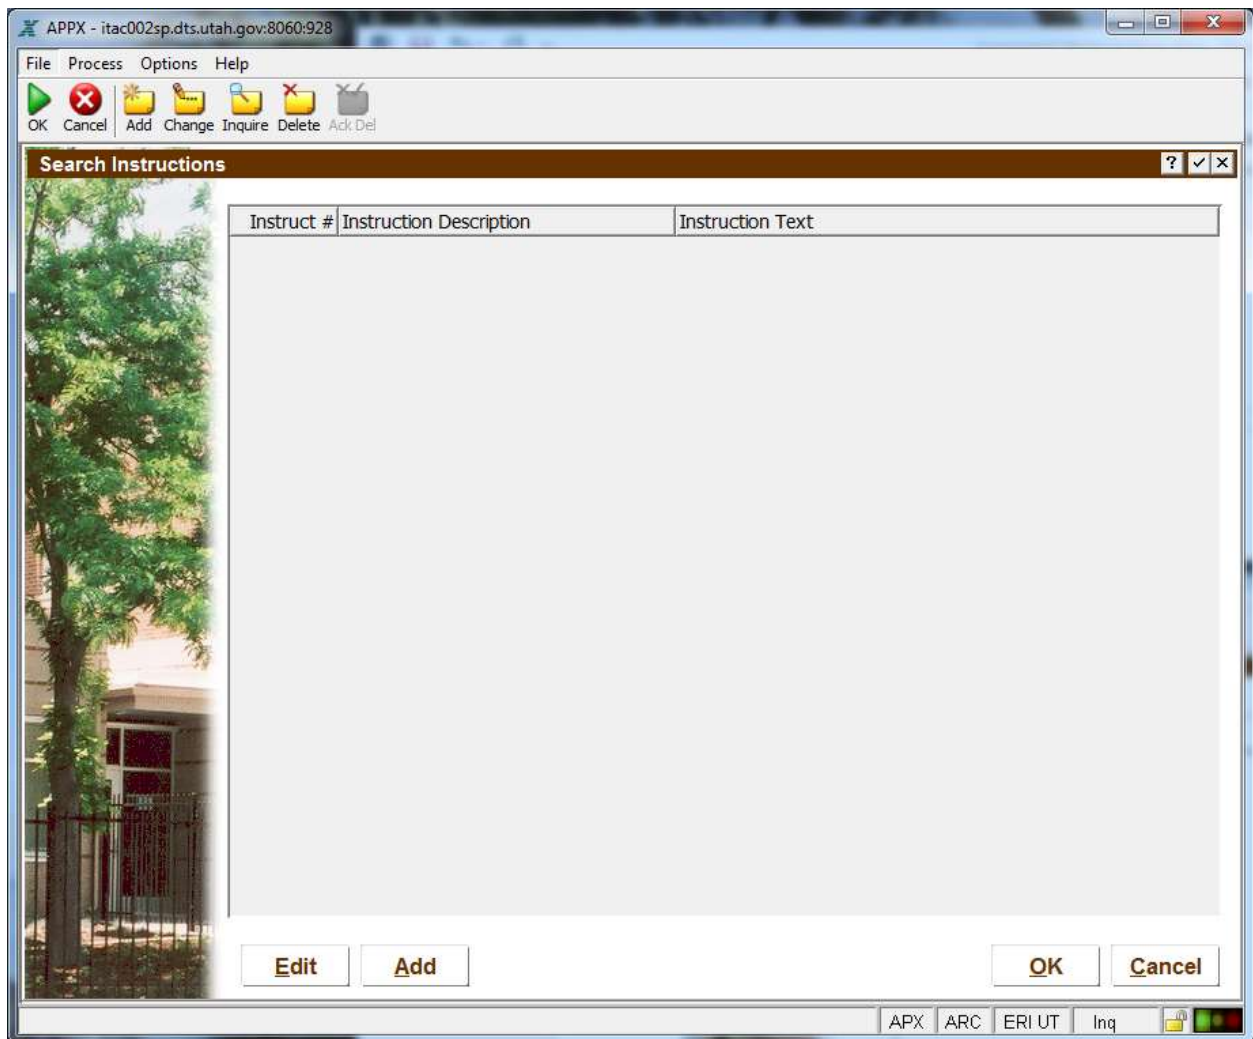 APPX - itac002sp.dts.utah.gov:8060:928
File Process Options Help
OK Cancel Add Change Inquire Delete Ack Del
Search Instructions
Instruct # Instruction Description Instruction Text
Edit Add OK Cancel
APX ARC ERI UT Inq